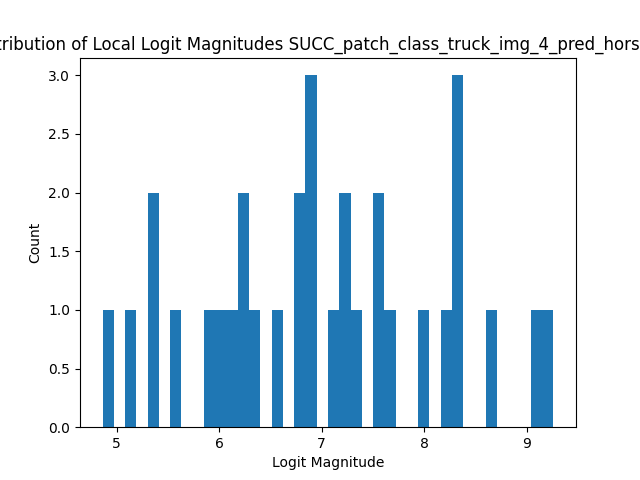 tribution of Local Logit Magnitudes SUCC_patch_class_truck_img_4_pred_hors
3.0
2.5
2.0
1.5
1.0
0.5
0.0
Count
5 6 7 8 9
Logit Magnitude